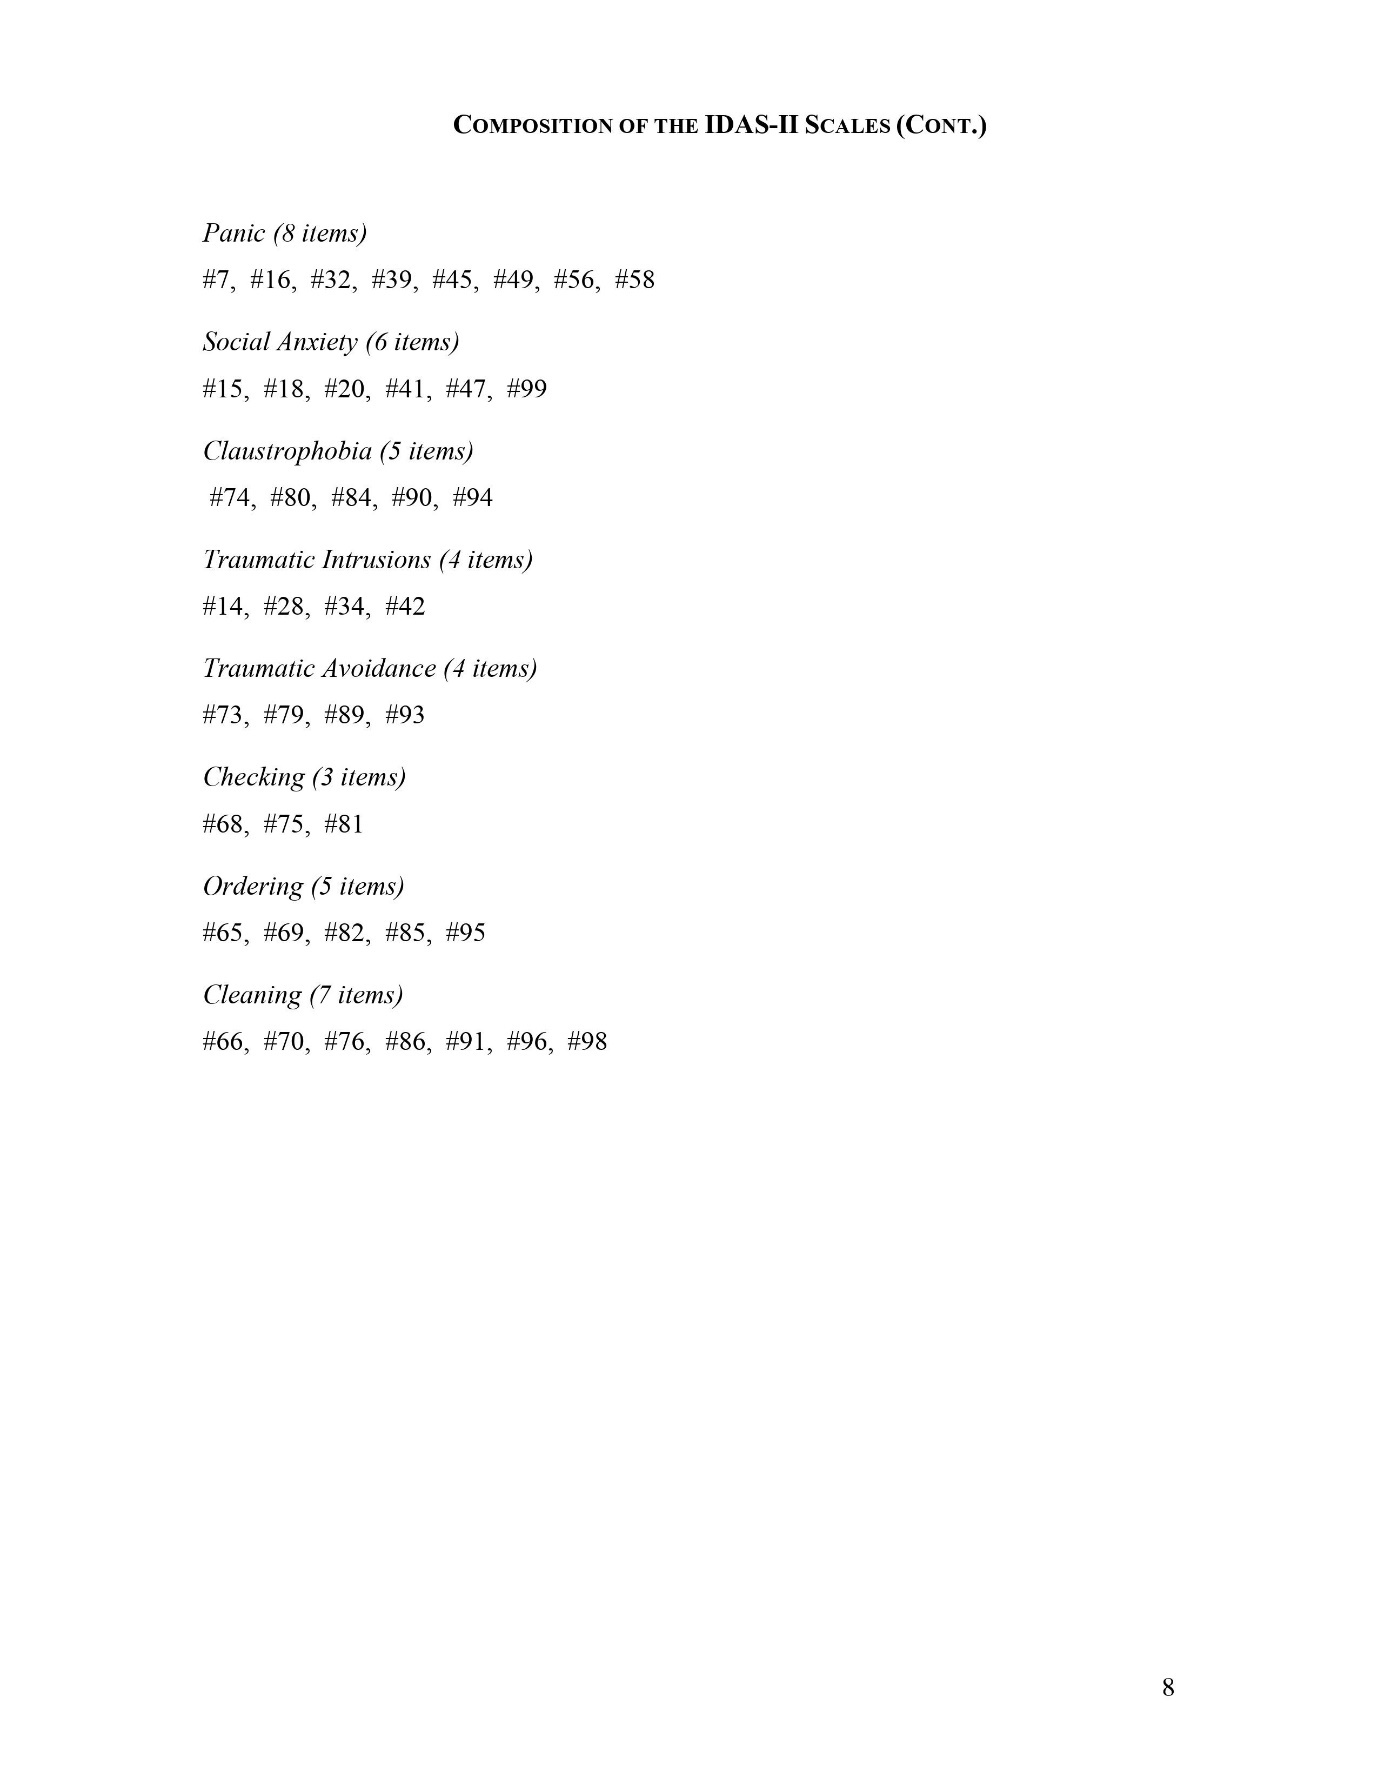 COMPOSITION OF THE IDAS-II SCALES (CONT.)
Panic (8 items)
#7, #16, #32, #39, #45, #49, #56, #58
Social Anxiety (6 items)
#15, #18, #20, #41, #47, #99
Claustrophobia (5 items)
#74, #80, #84, #90, #94
Traumatic Intrusions (4 items)
#14, #28, #34, #42
Traumatic Avoidance (4 items)
#73, #79, #89, #93
Checking (3 items)
#68, #75, #81
Ordering (5 items)
#65, #69, #82, #85, #95
Cleaning (7 items)
#66, #70, #76, #86, #91, #96, #98
8